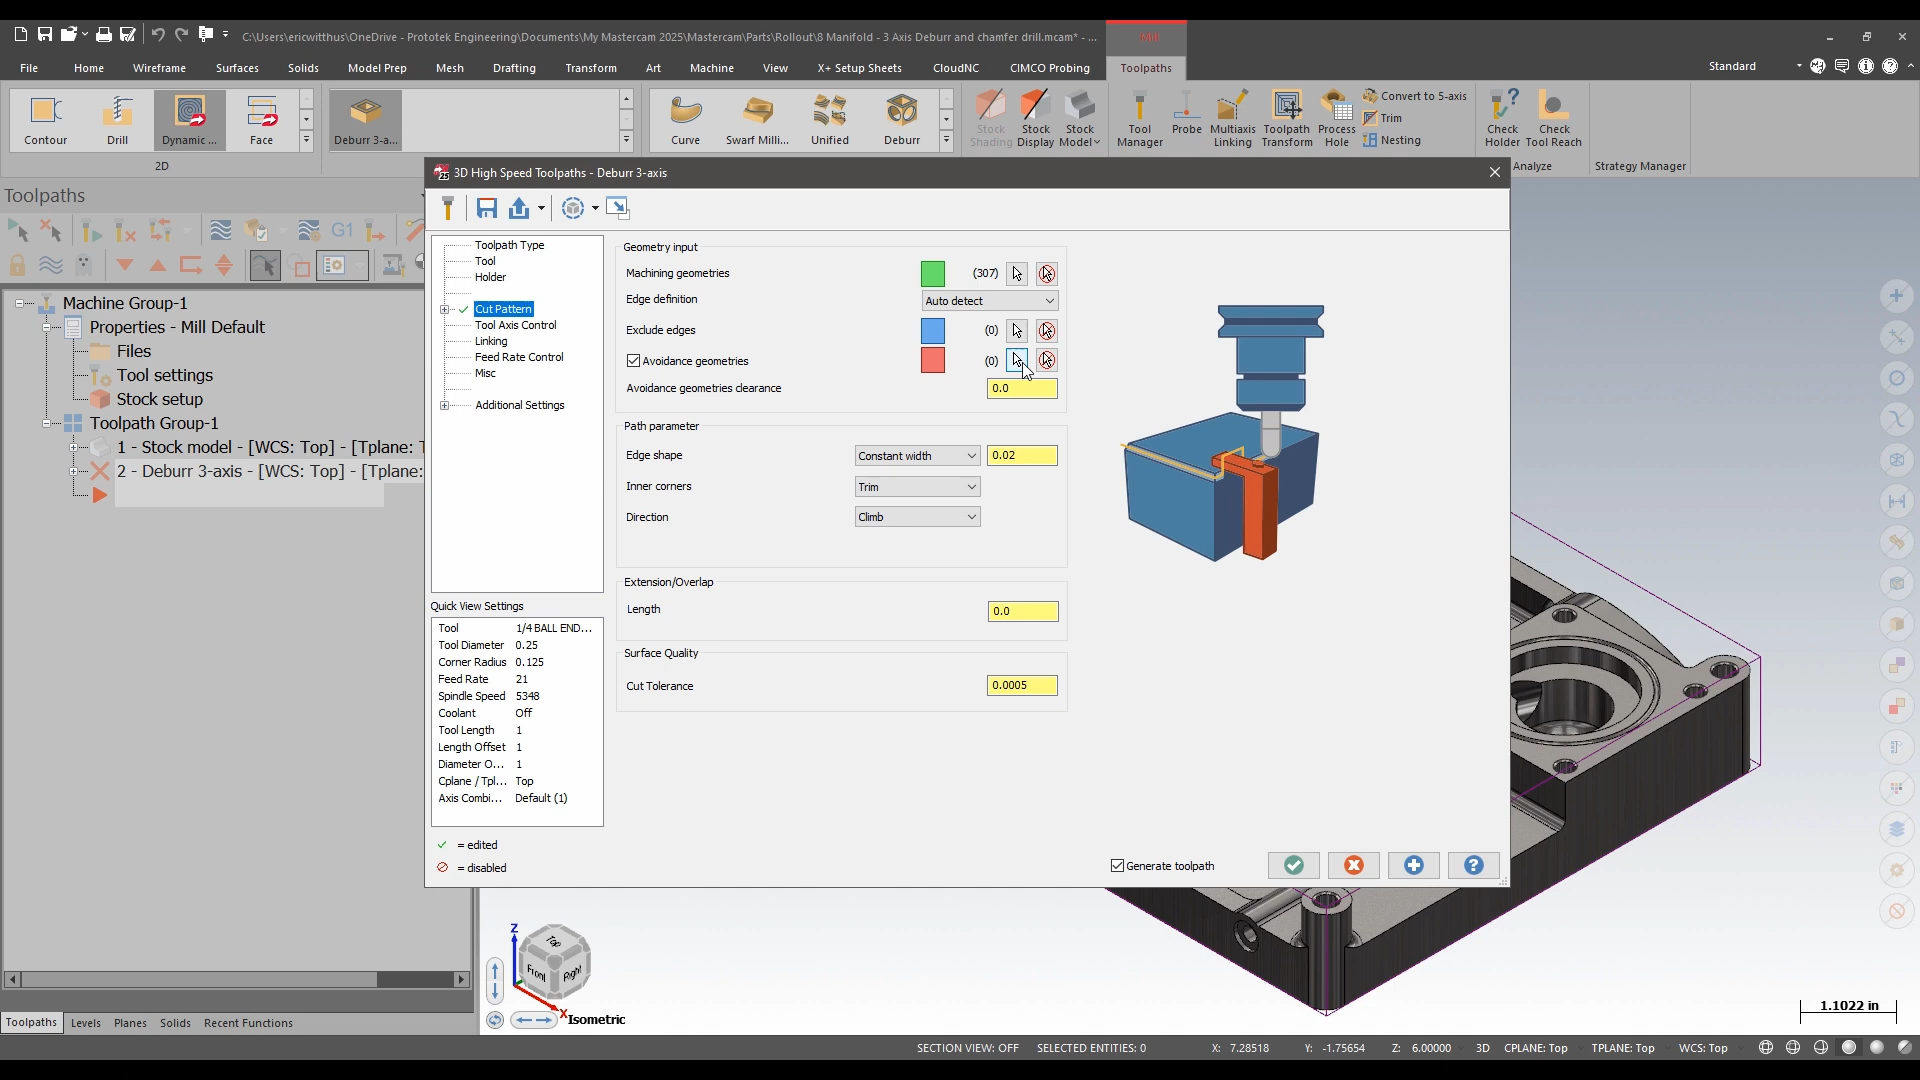 C:\Users\ericwitthus\OneDrive - Prototek Engineering\Documents\My Mastercam 2025\Mastercam\Parts\Rollout\8 Manifold - 3 Axis Deburr and chamfer drill.mcam* - ...
Mill
File Home Wireframe Surfaces Solids Model Prep Mesh Drafting Transform Art Machine View X+ Setup Sheets CloudNC CIMCO Probing Toolpaths Standard
Contour Drill Dynamic ... Face Deburr 3-a... Curve Swarf Milli... Unified Deburr
Stock Shading Stock Display Stock Model Tool Manager Probe Multiaxis Linking Toolpath Transform Process Hole
Convert to 5-axis
Trim
Nesting
Check Holder Check Tool Reach
2D Analyze Strategy Manager
3D High Speed Toolpaths - Deburr 3-axis
Toolpaths
G1
Machine Group-1
Properties - Mill Default
Files
Tool settings
Stock setup
Toolpath Group-1
1 - Stock model - [WCS: Top] - [Tplane: T
2 - Deburr 3-axis - [WCS: Top] - [Tplane:
Toolpath Type
Tool
Holder
Cut Pattern
Tool Axis Control
Linking
Feed Rate Control
Misc
Additional Settings
Quick View Settings
Tool 1/4 BALL END...
Tool Diameter 0.25
Corner Radius 0.125
Feed Rate 21
Spindle Speed 5348
Coolant Off
Tool Length 1
Length Offset 1
Diameter O... 1
Cplane / Tpl... Top
Axis Combi... Default (1)
= edited
= disabled
Geometry input
Machining geometries (307)
Edge definition Auto detect
Exclude edges (0)
Avoidance geometries (0)
Avoidance geometries clearance 0.0
Path parameter
Edge shape Constant width 0.02
Inner corners Trim
Direction Climb
Extension/Overlap
Length 0.0
Surface Quality
Cut Tolerance 0.0005
Generate toolpath
Z
Top
Front Right
X
Isometric
1.1022 in
Toolpaths Levels Planes Solids Recent Functions
SECTION VIEW: OFF SELECTED ENTITIES: 0 X: 7.28518 Y: -1.75654 Z: 6.00000 3D CPLANE: Top TPLANE: Top WCS: Top